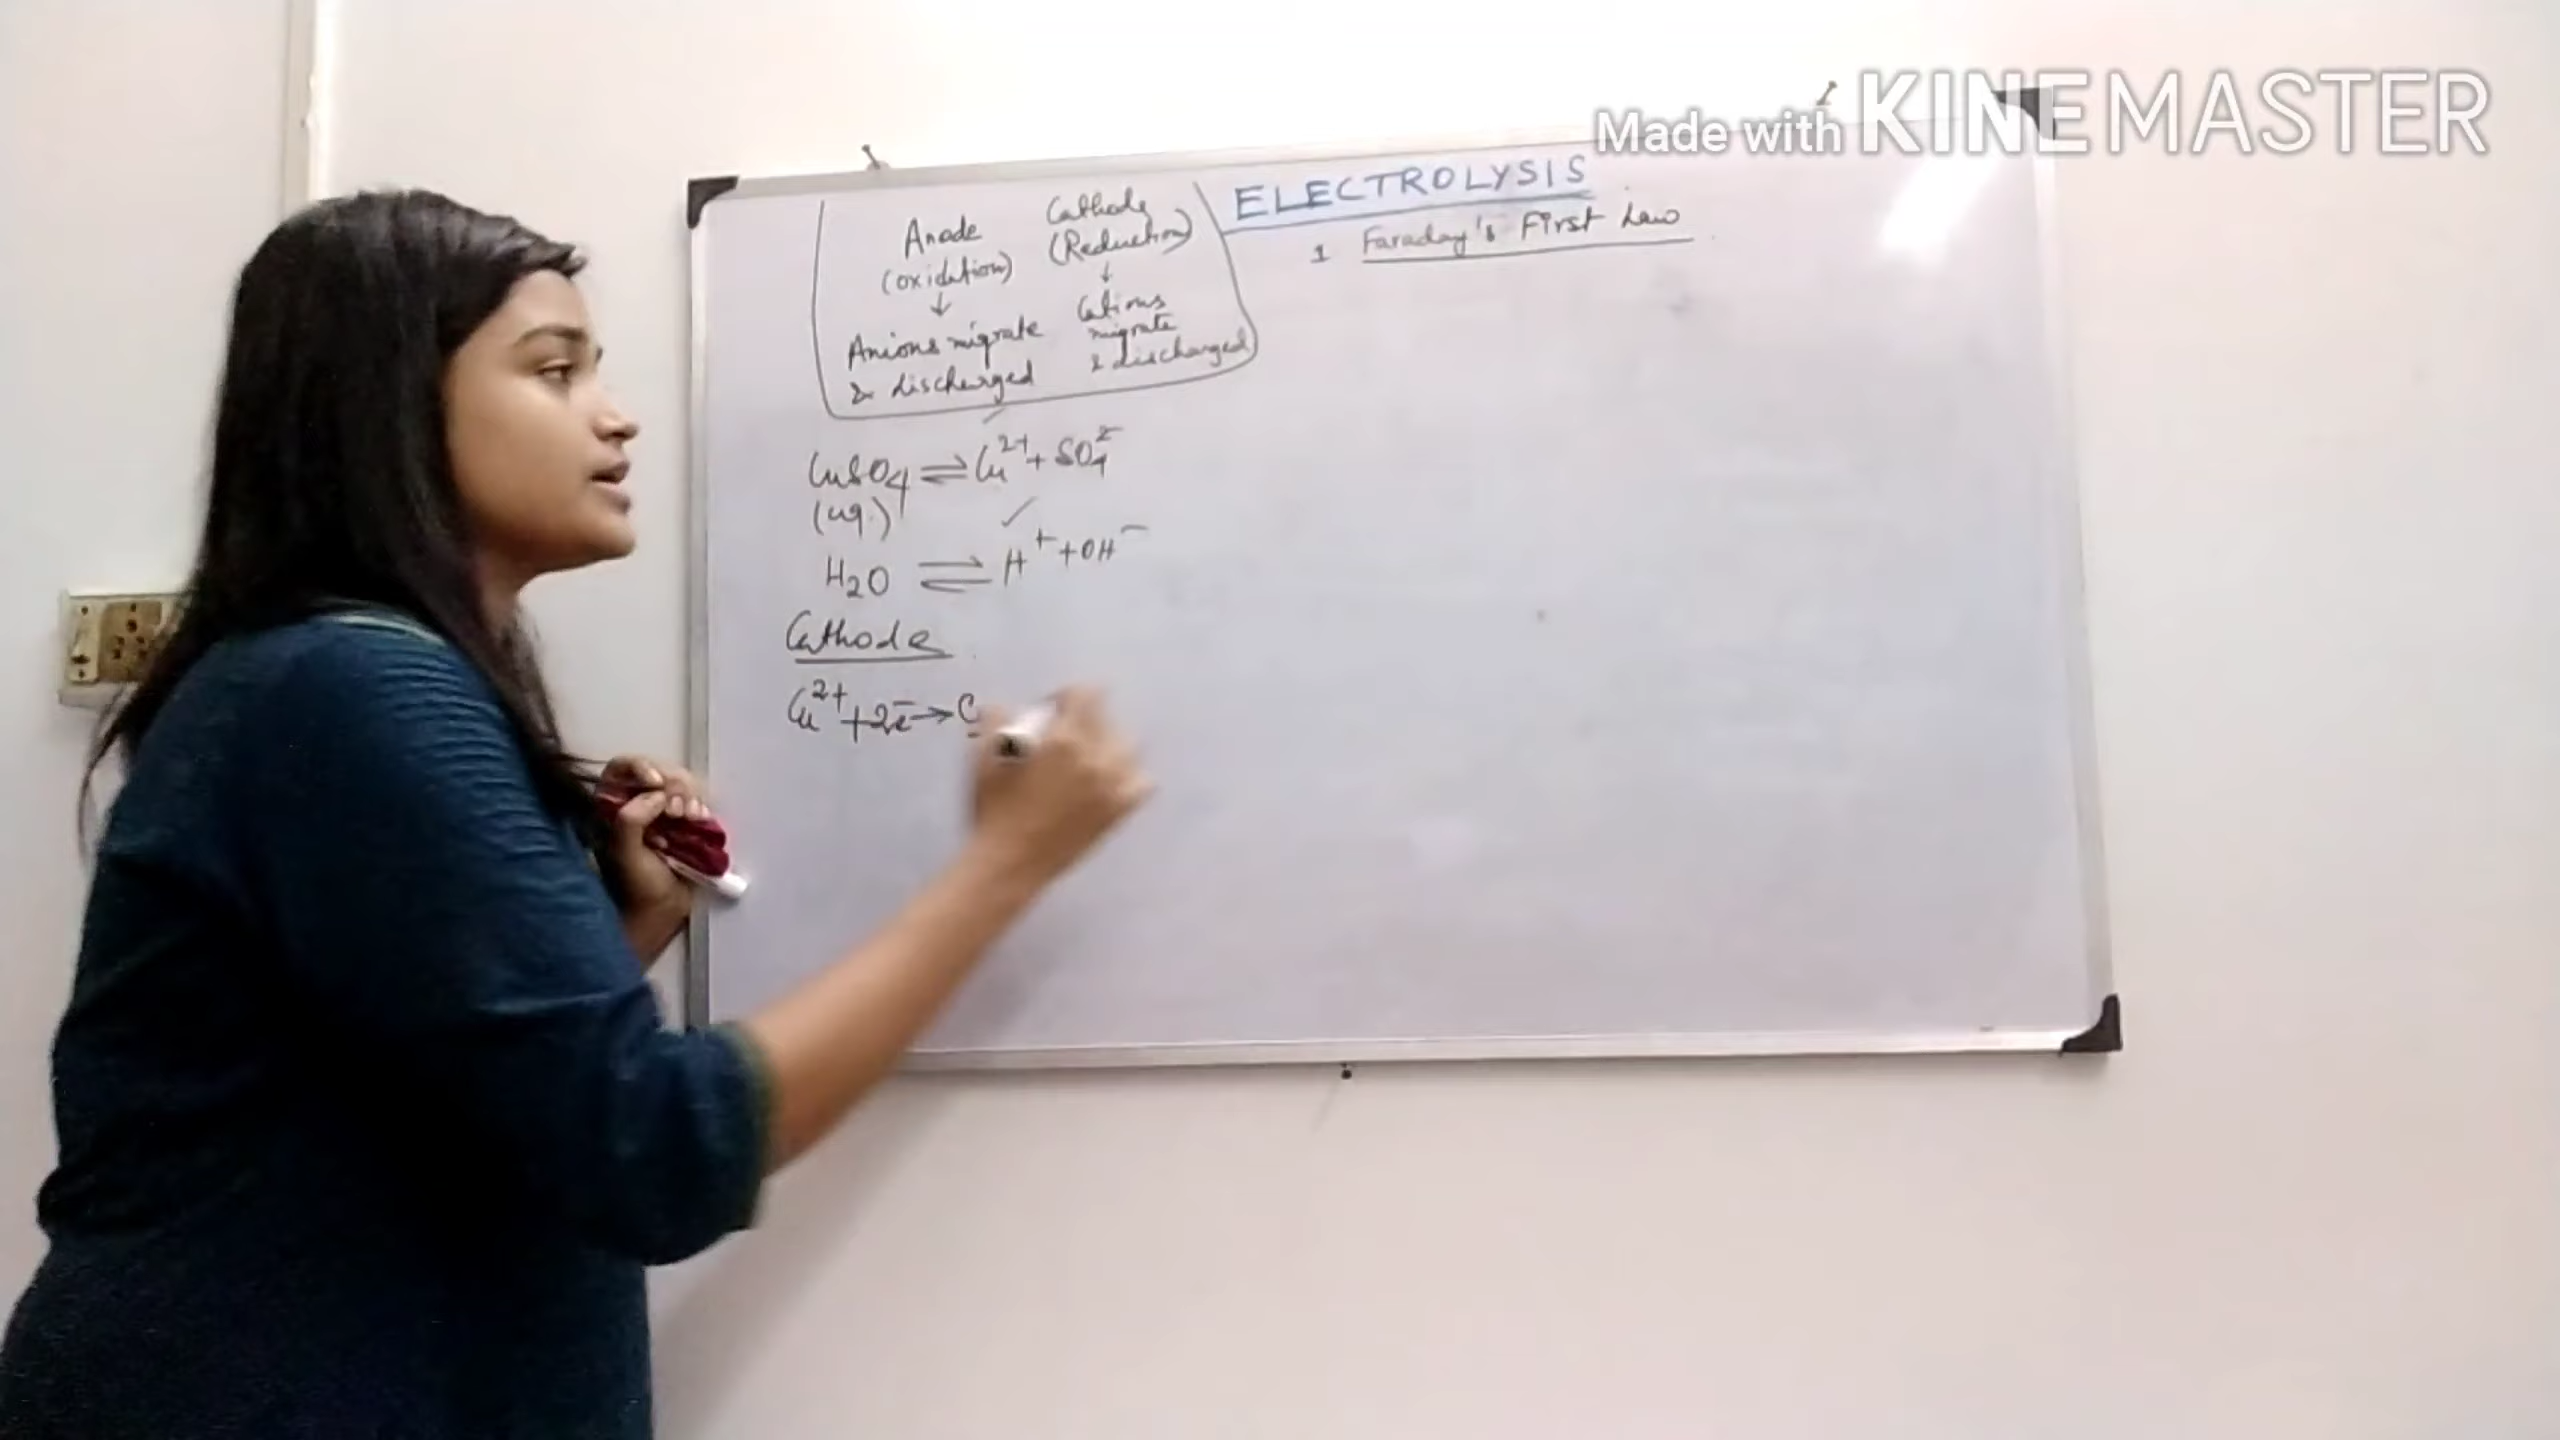 Made with KINEMASTER
ELECTROLYSIS
1 Faraday's First Law
Anode
(oxidation)
↓
Anions migrate
& discharged
Cathode
(Reduction)
↓
Cations
migrate
& discharged
CuSO4 ⇌ Cu²⁺ + SO4²⁻
(aq.)
✓
H2O ⇌ H⁺ + OH⁻
Cathode
Cu²⁺ + 2e⁻ → C